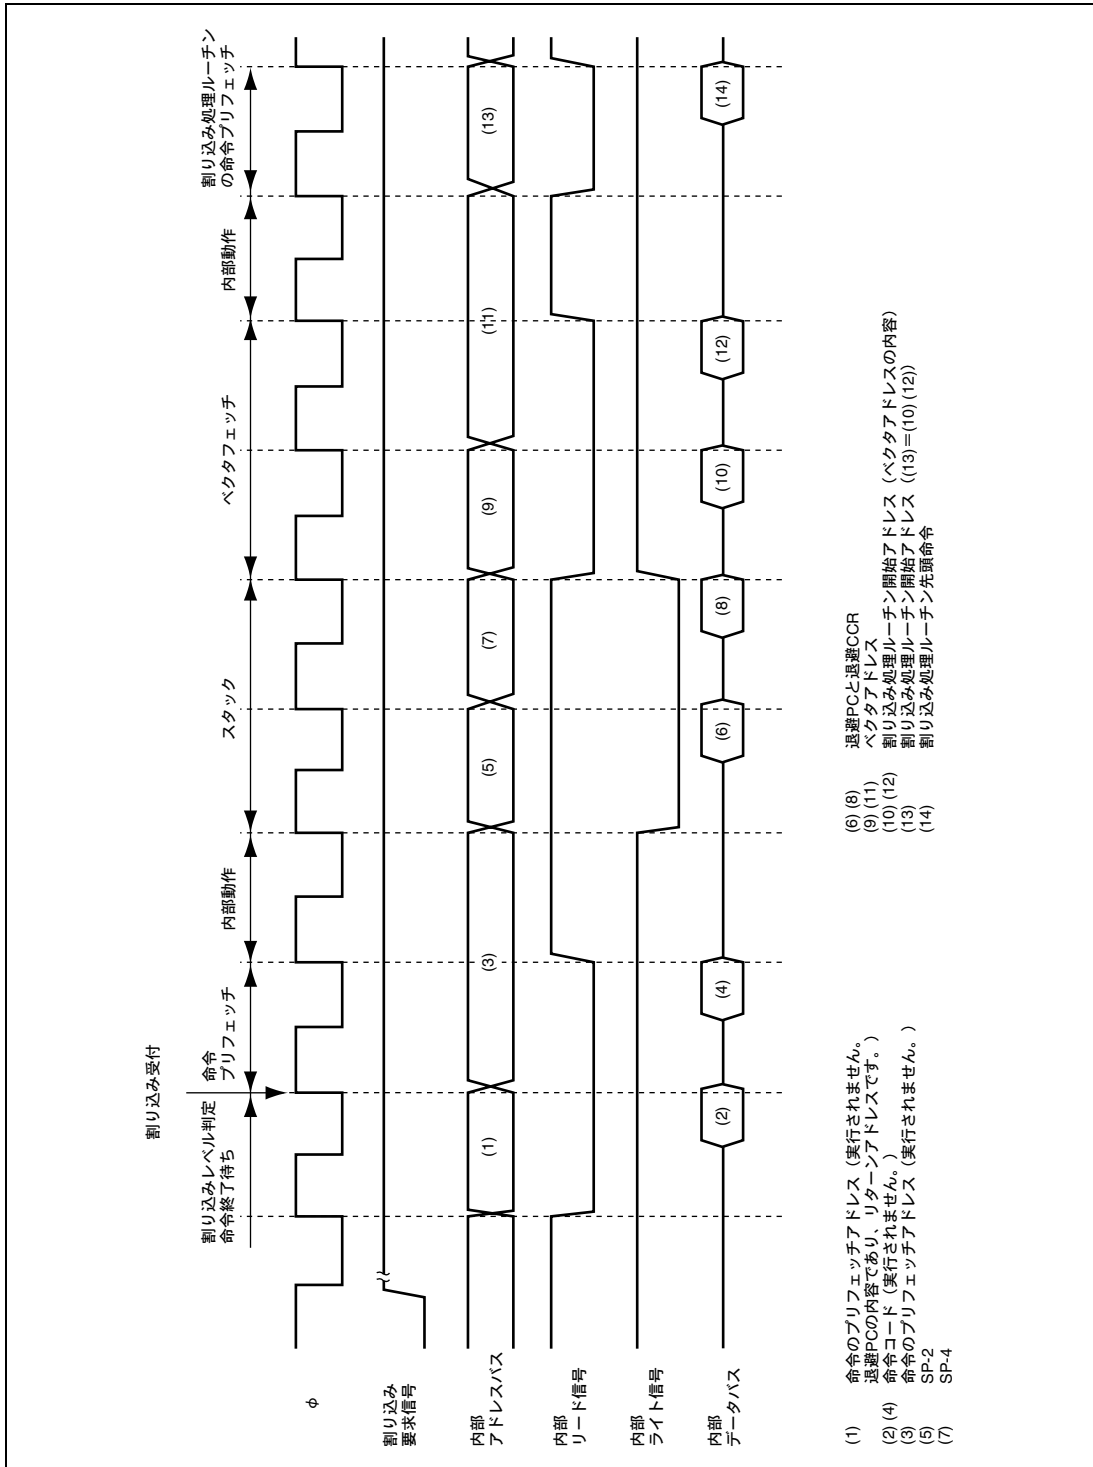 割り込み受付
割り込みレベル判定
命令終了待ち
命令
プリフェッチ
内部動作
スタック
ベクタフェッチ
内部動作
割り込み処理ルーチン
の命令プリフェッチ
φ
割り込み
要求信号
内部
アドレスバス
(1)
(3)
(5)
(7)
(9)
(11)
(13)
内部
リード信号
内部
ライト信号
内部
データバス
(2)
(4)
(6)
(8)
(10)
(12)
(14)
(1) 命令のプリフェッチアドレス（実行されません。
退避PCの内容であり、リターンアドレスです。）
(2) (4) 命令コード（実行されません。）
(3) 命令のプリフェッチアドレス（実行されません。）
(5) SP-2
(7) SP-4
(6) (8) 退避PCと退避CCR
(9) (11) ベクタアドレス
(10) (12) 割り込み処理ルーチン開始アドレス（ベクタアドレスの内容）
(13) 割り込み処理ルーチン開始アドレス（(13)＝(10) (12)）
(14) 割り込み処理ルーチン先頭命令